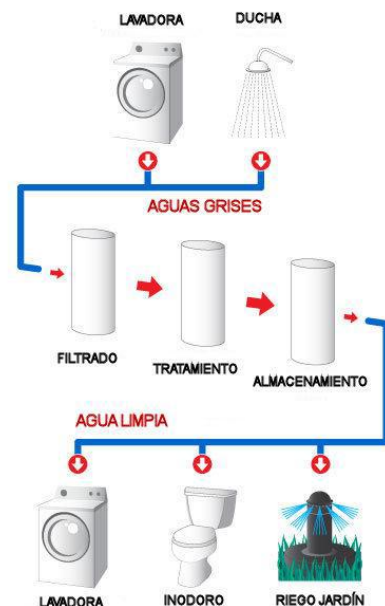 LAVADORA
DUCHA
AGUAS GRISES
FILTRADO
TRATAMIENTO
ALMACENAMIENTO
AGUA LIMPIA
LAVADORA
INODORO
RIEGO JARDÍN